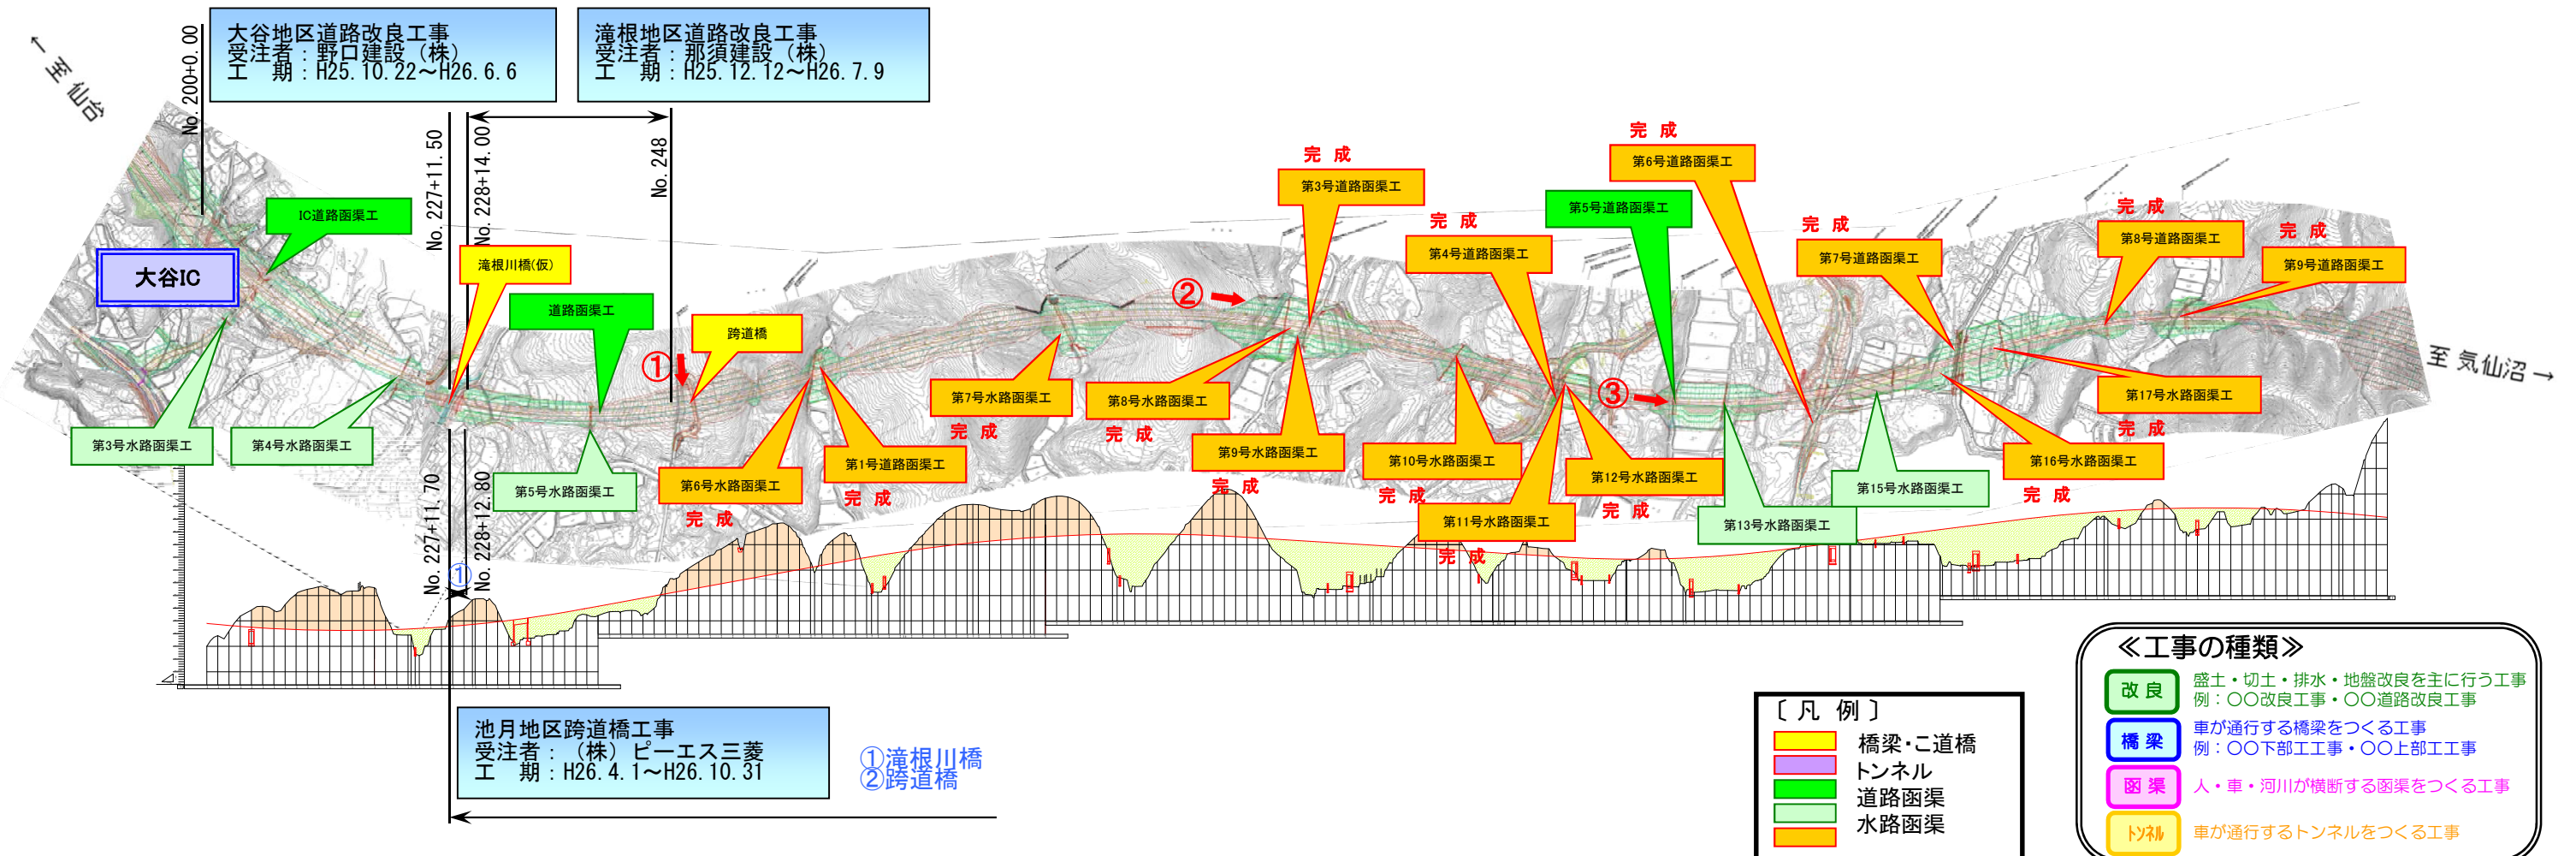 ←至 仙台
No. 200+0.00
大谷地区道路改良工事
受注者：野口建設（株）
工　期：H25.10.22～H26.6.6
滝根地区道路改良工事
受注者：那須建設（株）
工　期：H25.12.12～H26.7.9
No. 227+11.50
No. 228+14.00
No. 248
大谷IC
IC道路函渠工
滝根川橋(仮)
道路函渠工
跨道橋
①
②
③
完 成
第3号道路函渠工
完 成
第4号道路函渠工
第5号道路函渠工
完 成
第6号道路函渠工
完 成
第7号道路函渠工
完 成
第8号道路函渠工
完 成
第9号道路函渠工
至 気仙沼→
第3号水路函渠工
第4号水路函渠工
第5号水路函渠工
第6号水路函渠工
完 成
第1号道路函渠工
完 成
第7号水路函渠工
完 成
第8号水路函渠工
完 成
第9号水路函渠工
完 成
第10号水路函渠工
完 成
第11号水路函渠工
完 成
第12号水路函渠工
完 成
第13号水路函渠工
第15号水路函渠工
第16号水路函渠工
完 成
第17号水路函渠工
完 成
No. 227+11.70
No. 228+12.80
①
池月地区跨道橋工事
受注者：（株）ピーエス三菱
工　期：H26.4.1～H26.10.31
①滝根川橋
②跨道橋
〔 凡 例 〕
橋梁・こ道橋
トンネル
道路函渠
水路函渠
≪工事の種類≫
改 良
盛土・切土・排水・地盤改良を主に行う工事
例：〇〇改良工事・〇〇道路改良工事
橋 梁
車が通行する橋梁をつくる工事
例：〇〇下部工工事・〇〇上部工工事
函 渠
人・車・河川が横断する函渠をつくる工事
トンネル
車が通行するトンネルをつくる工事